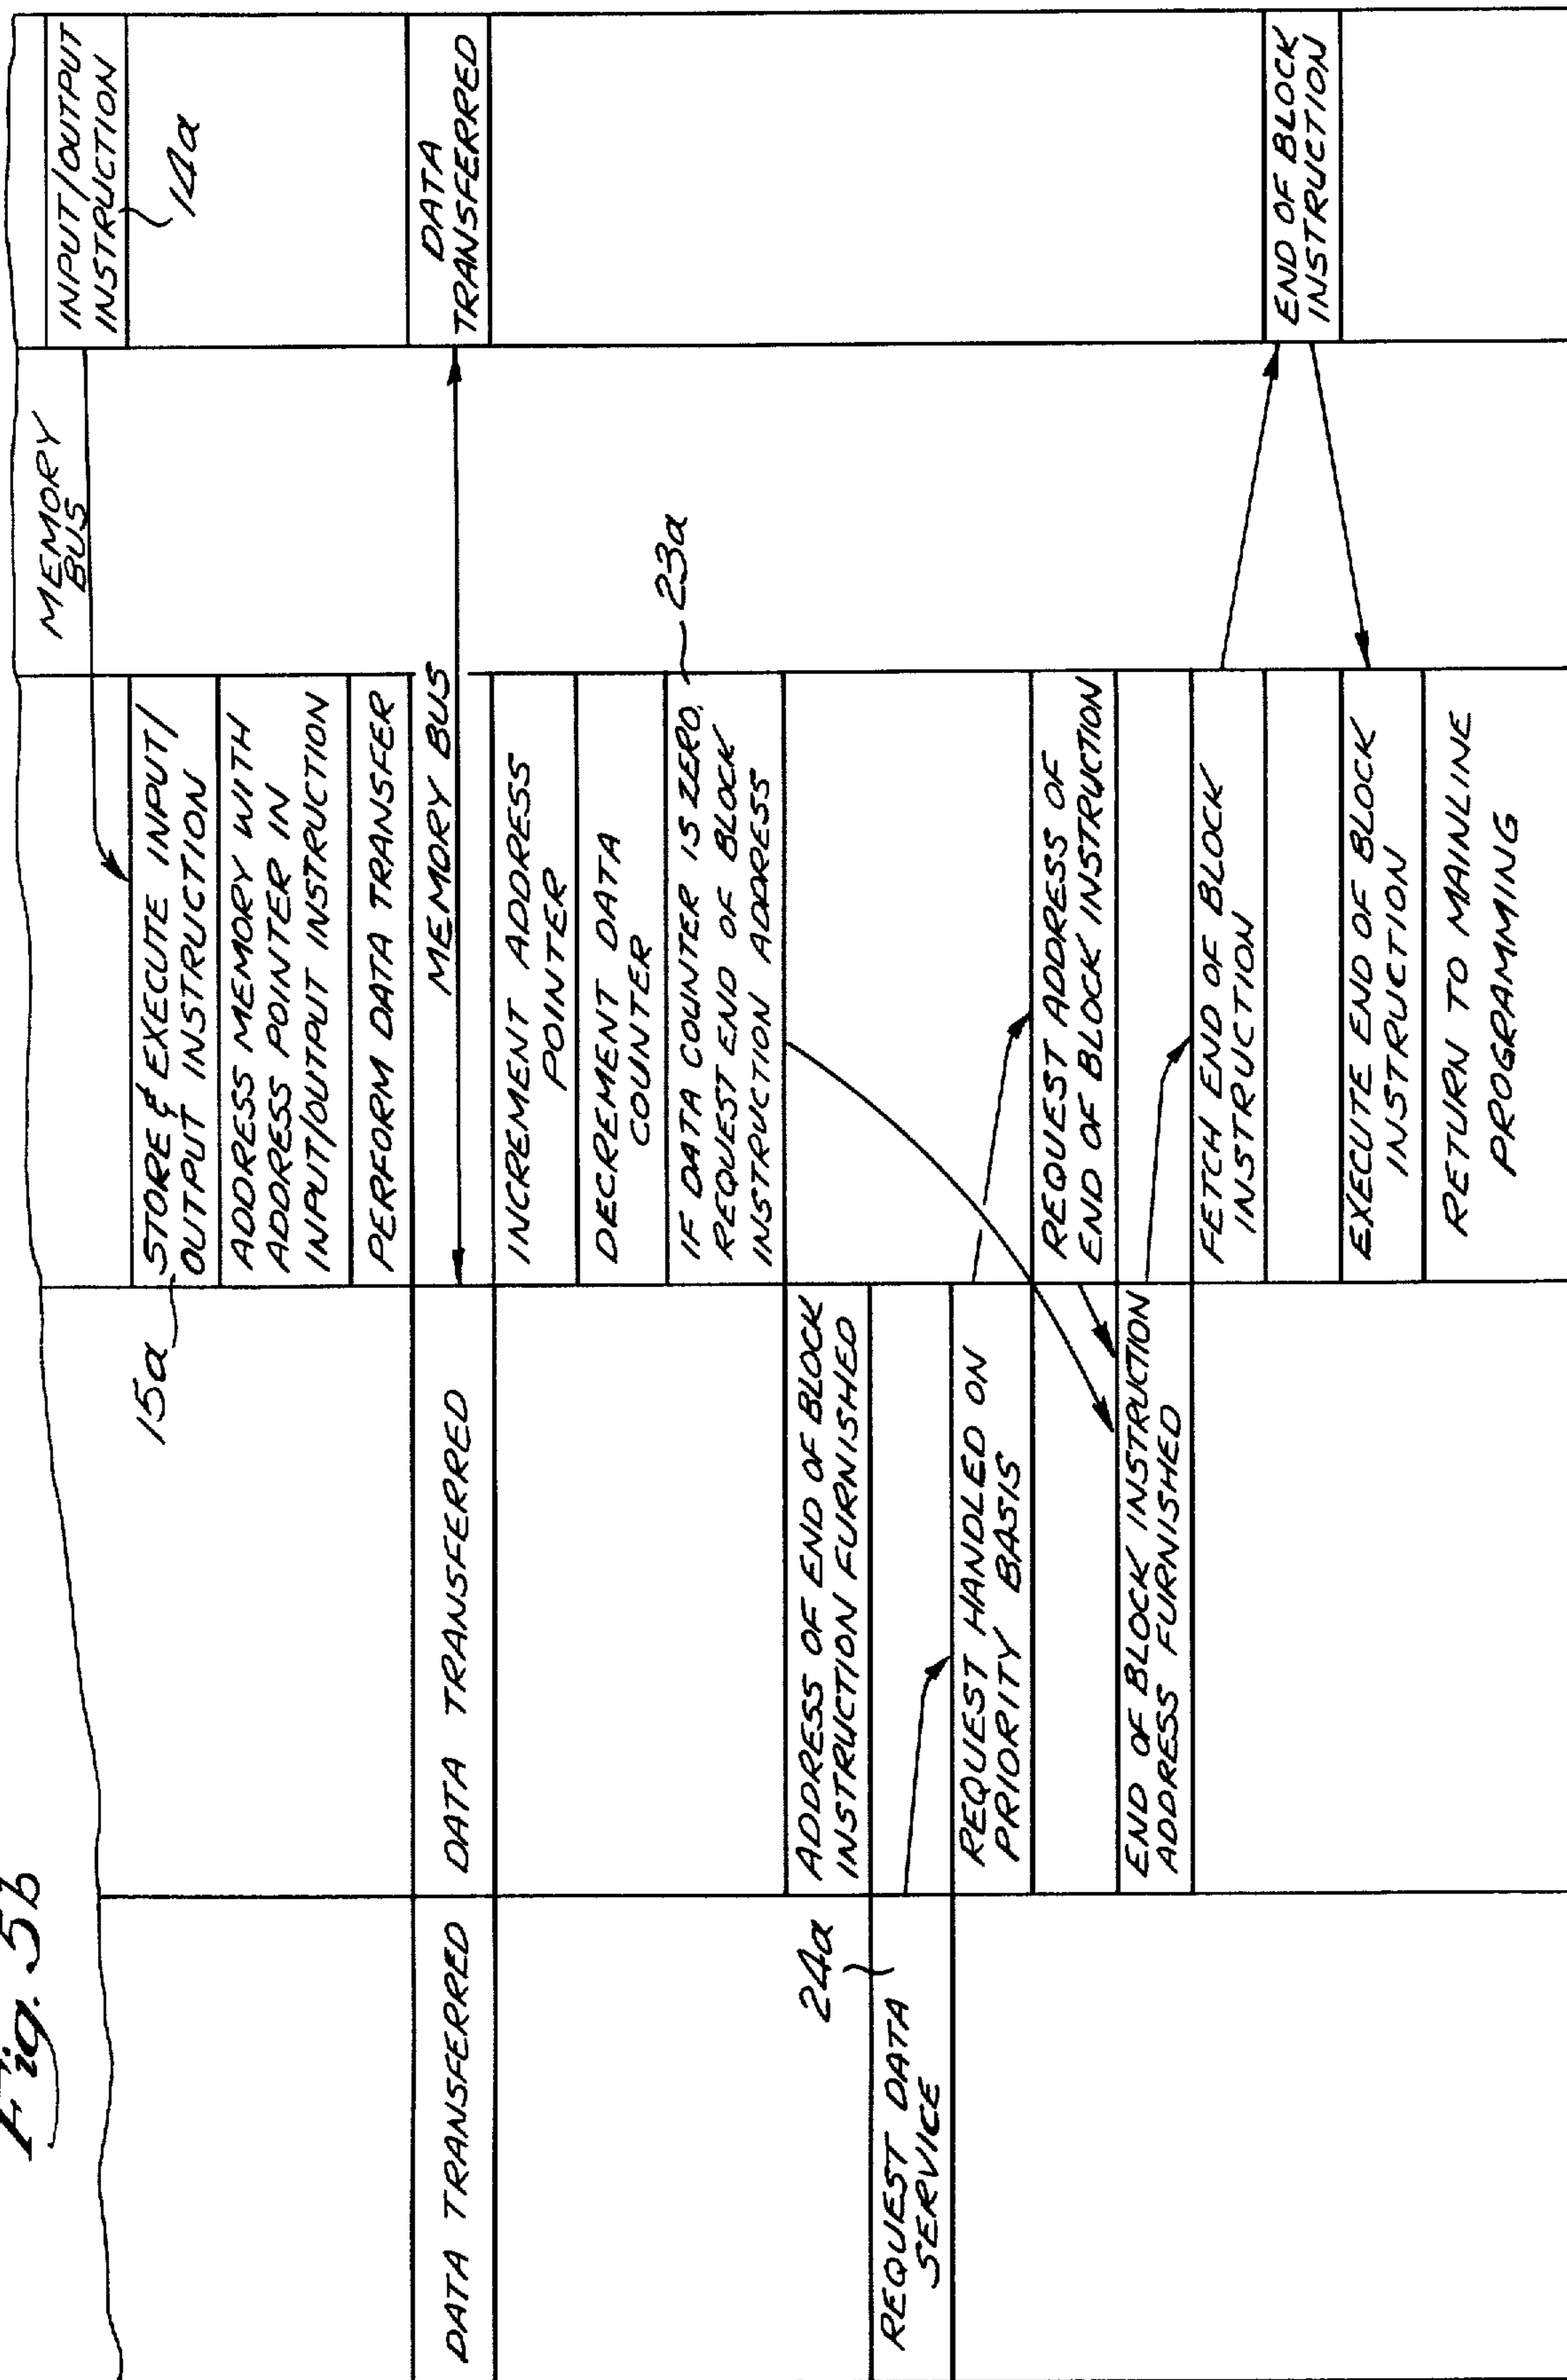 Fig. 5b
INPUT/OUTPUT
INSTRUCTION
14a
MEMORY
BUS
15a
STORE & EXECUTE INPUT/
OUTPUT INSTRUCTION
ADDRESS MEMORY WITH
ADDRESS POINTER IN
INPUT/OUTPUT INSTRUCTION
PERFORM DATA TRANSFER
DATA TRANSFERRED
DATA TRANSFERRED
MEMORY BUS
DATA
TRANSFERRED
INCREMENT ADDRESS
POINTER
DECREMENT DATA
COUNTER
IF DATA COUNTER IS ZERO,
REQUEST END OF BLOCK
INSTRUCTION ADDRESS
23a
ADDRESS OF END OF BLOCK
INSTRUCTION FURNISHED
24a
REQUEST DATA
SERVICE
REQUEST HANDLED ON
PRIORITY BASIS
REQUEST ADDRESS OF
END OF BLOCK INSTRUCTION
END OF BLOCK INSTRUCTION
ADDRESS FURNISHED
FETCH END OF BLOCK
INSTRUCTION
END OF BLOCK
INSTRUCTION
EXECUTE END OF BLOCK
INSTRUCTION
RETURN TO MAINLINE
PROGRAMMING